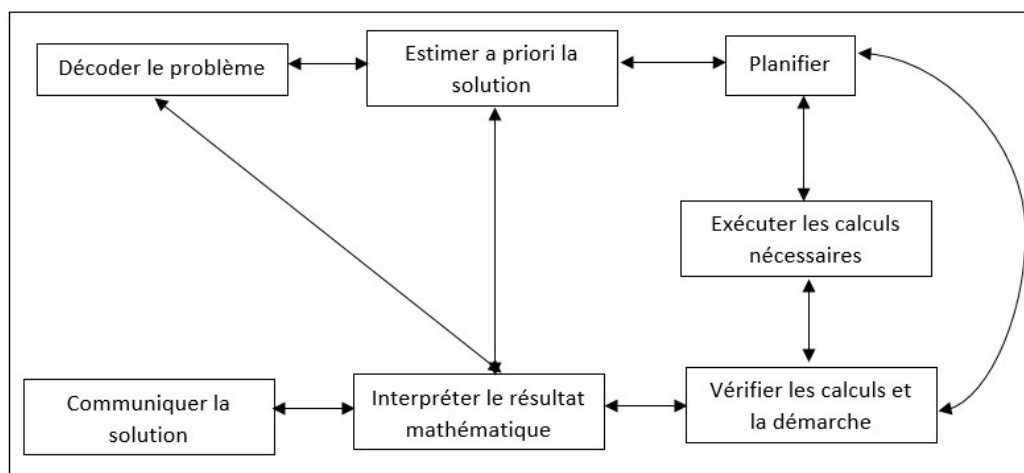 Décoder le problème
Estimer a priori la
solution
Planifier
Exécuter les calculs
nécessaires
Communiquer la
solution
Interpréter le résultat
mathématique
Vérifier les calculs et
la démarche